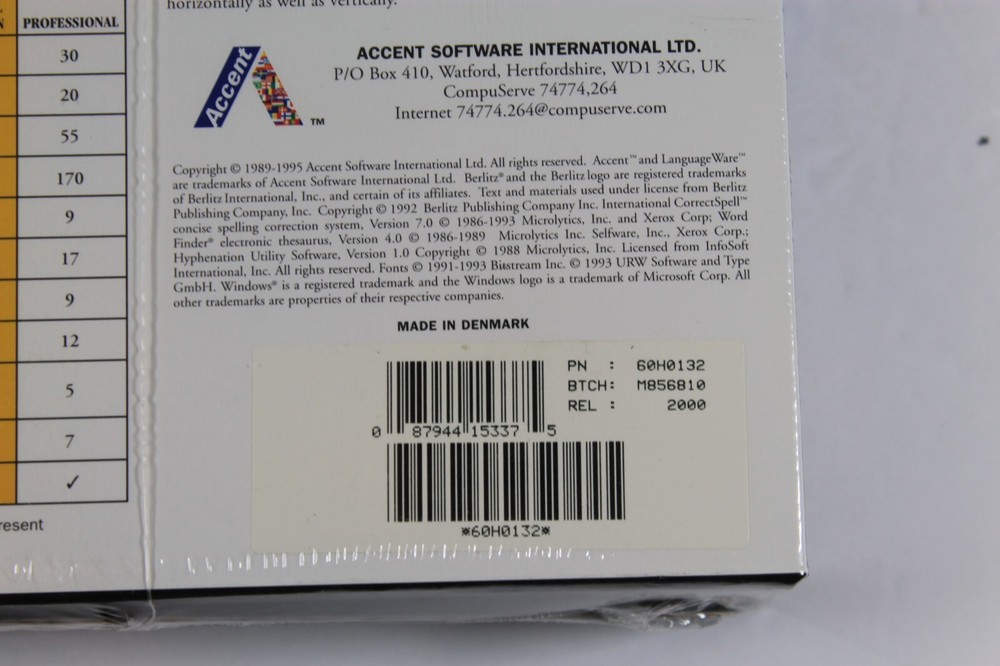 N
PROFESSIONAL
30
20
55
170
9
17
9
12
5
7
✓
resent
horizontally as well as vertically.
Accent
™
ACCENT SOFTWARE INTERNATIONAL LTD.
P/O Box 410, Watford, Hertfordshire, WD1 3XG, UK
CompuServe 74774,264
Internet 74774.264@compuserve.com
Copyright © 1989-1995 Accent Software International Ltd. All rights reserved. Accent™ and LanguageWare™
are trademarks of Accent Software International Ltd. Berlitz® and the Berlitz logo are registered trademarks
of Berlitz International, Inc., and certain of its affiliates. Text and materials used under license from Berlitz
Publishing Company, Inc. Copyright © 1992 Berlitz Publishing Company Inc. International CorrectSpell™
concise spelling correction system, Version 7.0 © 1986-1993 Microlytics, Inc. and Xerox Corp; Word
Finder® electronic thesaurus, Version 4.0 © 1986-1989 Microlytics Inc. Selfware, Inc., Xerox Corp.;
Hyphenation Utility Software, Version 1.0 Copyright © 1988 Microlytics, Inc. Licensed from InfoSoft
International, Inc. All rights reserved. Fonts © 1991-1993 Bitstream Inc. © 1993 URW Software and Type
GmbH. Windows® is a registered trademark and the Windows logo is a trademark of Microsoft Corp. All
other trademarks are properties of their respective companies.
MADE IN DENMARK
PN : 60H0132
BTCH: M856810
REL : 2000
0 87944 15337 5
*60H0132*